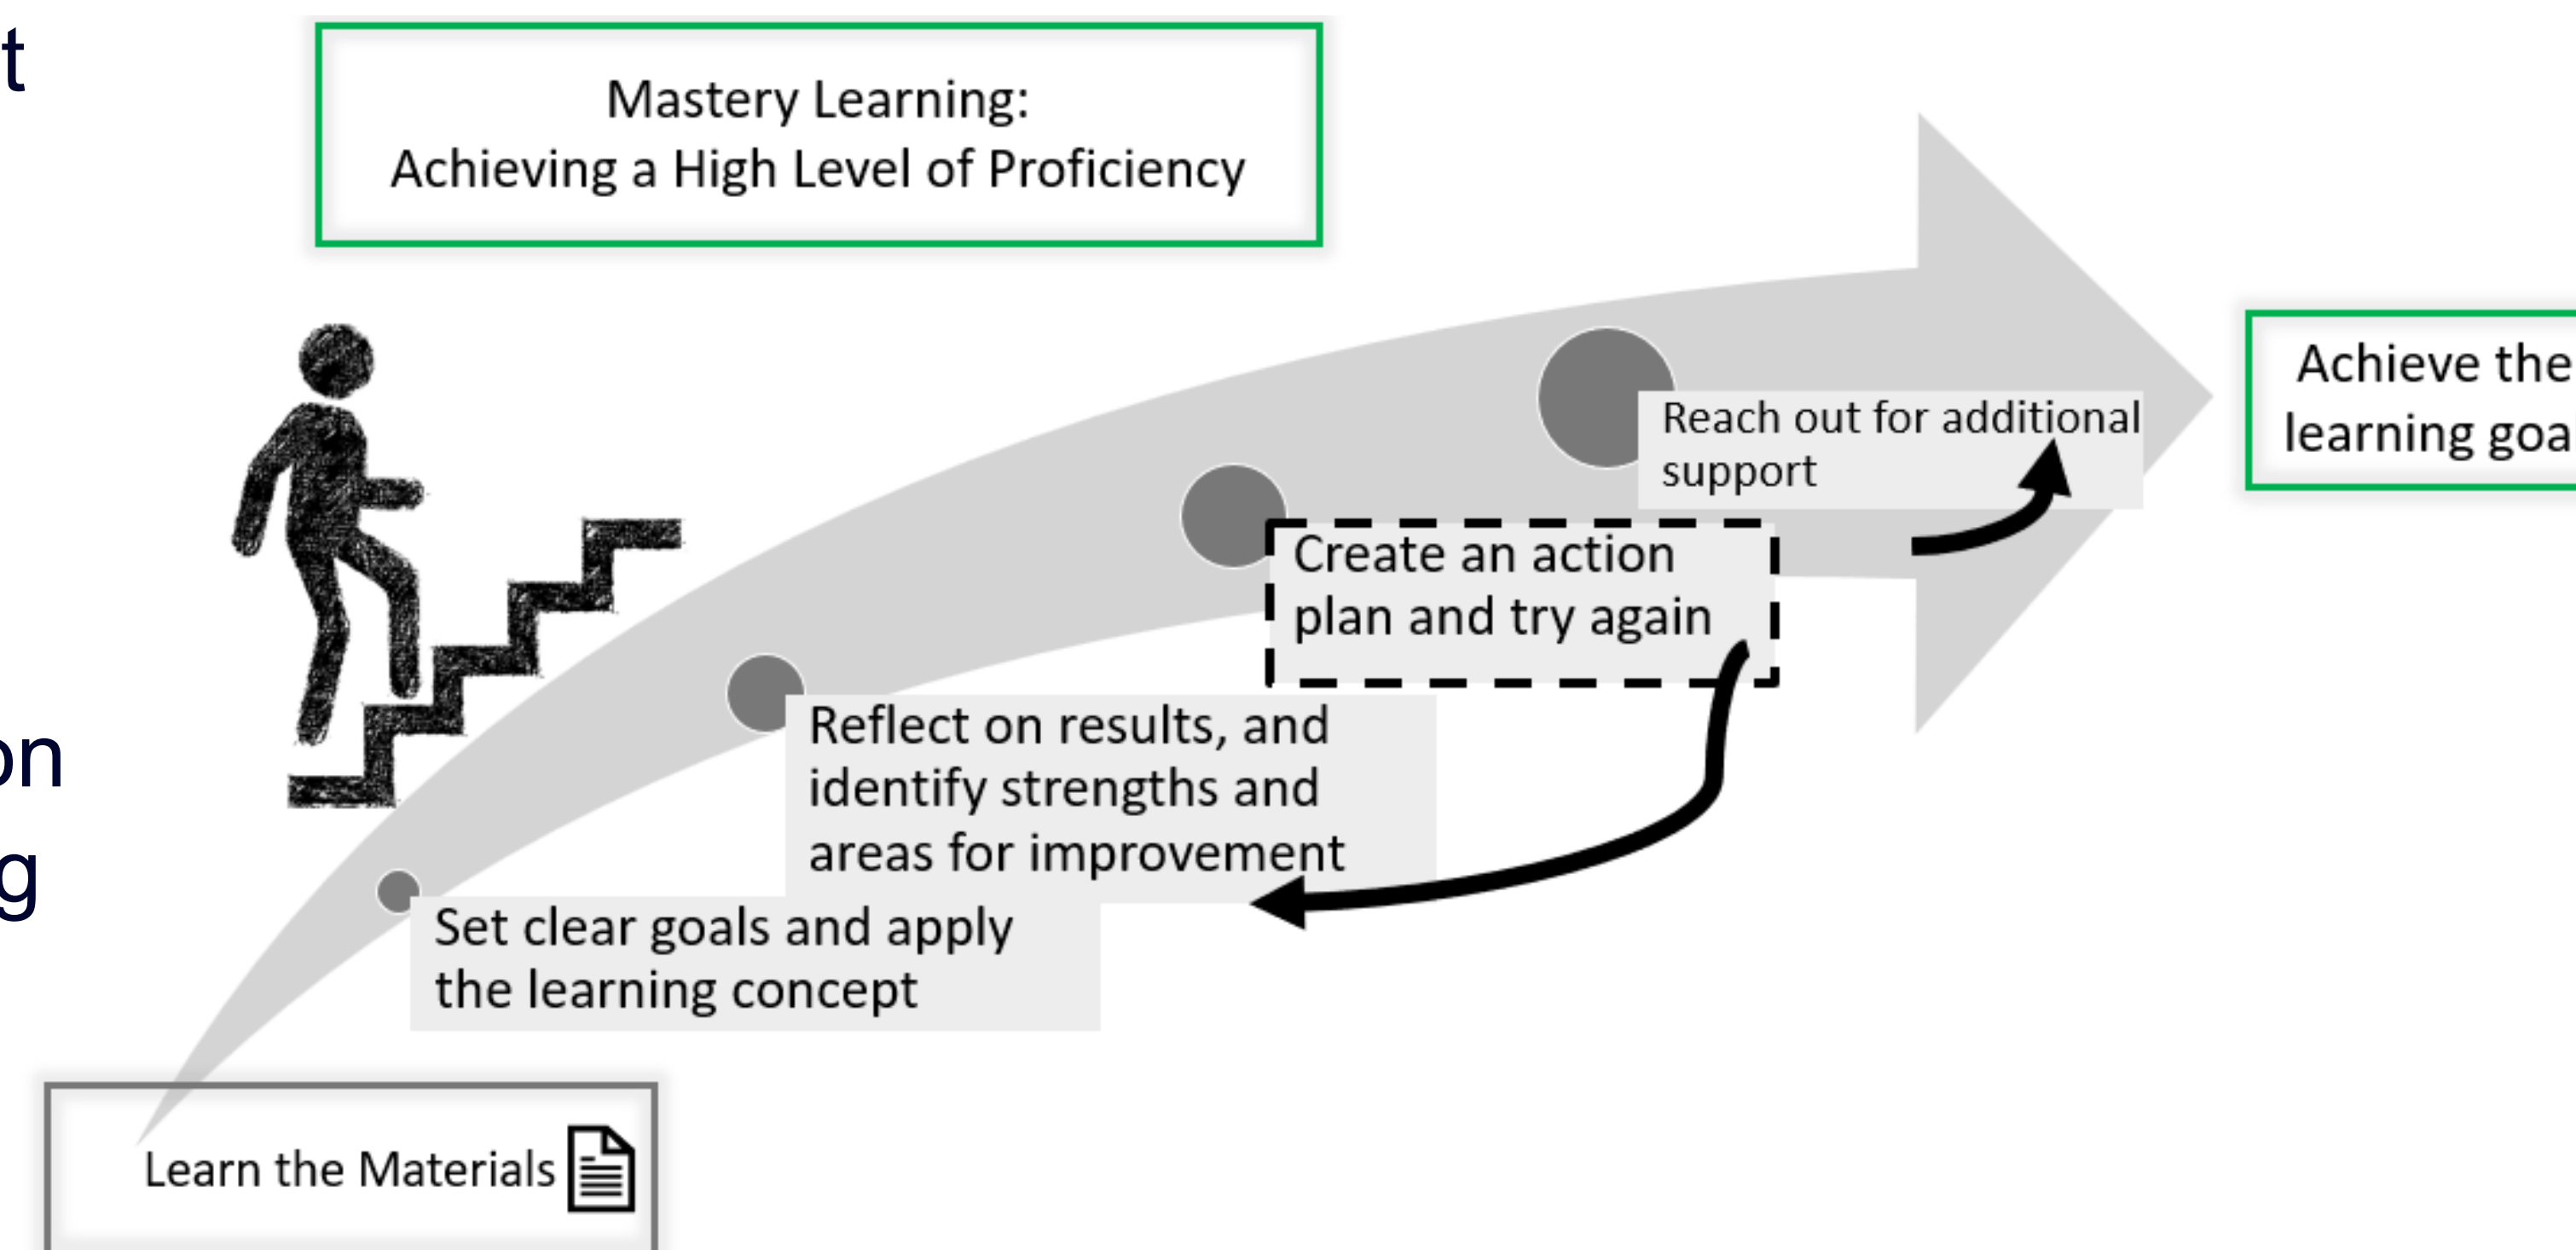 t
on
g
Mastery Learning:
Achieving a High Level of Proficiency
Achieve the
learning goa
Reach out for additional
support
Create an action
plan and try again
Reflect on results, and
identify strengths and
areas for improvement
Set clear goals and apply
the learning concept
Learn the Materials